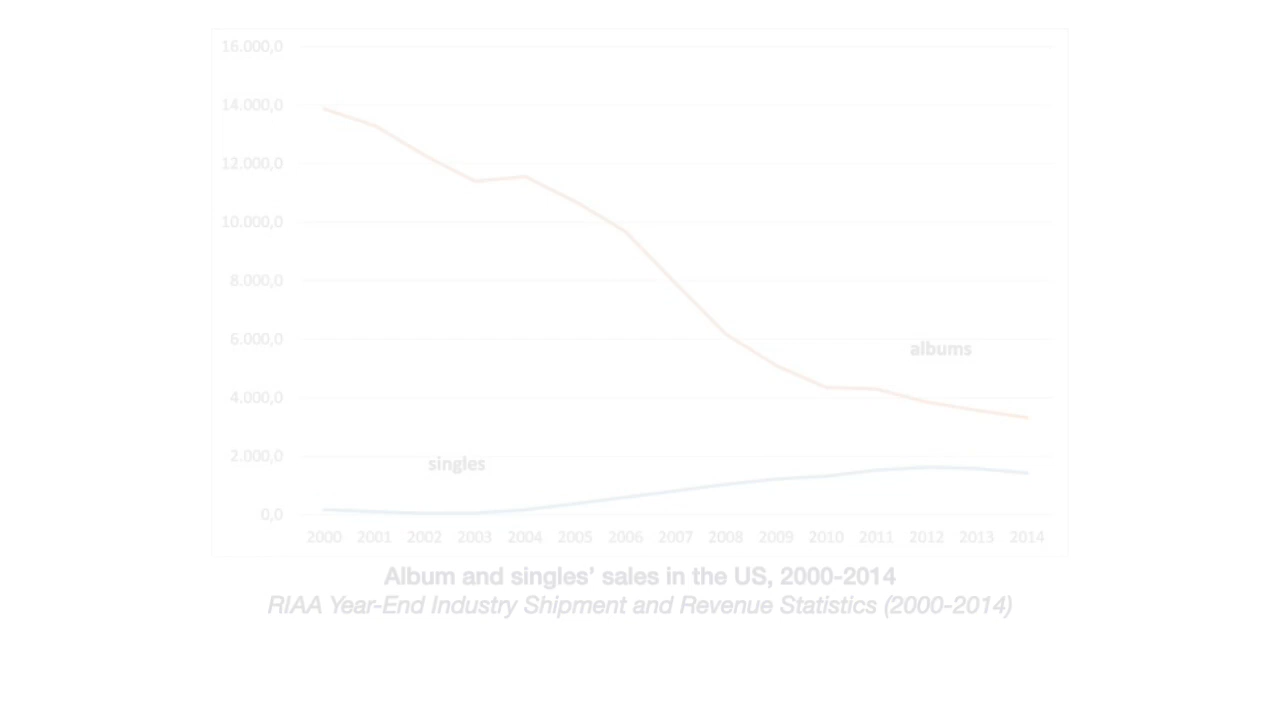 16.000,0
14.000,0
12.000,0
10.000,0
8.000,0
6.000,0
albums
4.000,0
2.000,0
singles
0,0
2000 2001 2002 2003 2004 2005 2006 2007 2008 2009 2010 2011 2012 2013 2014
Album and singles’ sales in the US, 2000-2014
RIAA Year-End Industry Shipment and Revenue Statistics (2000-2014)